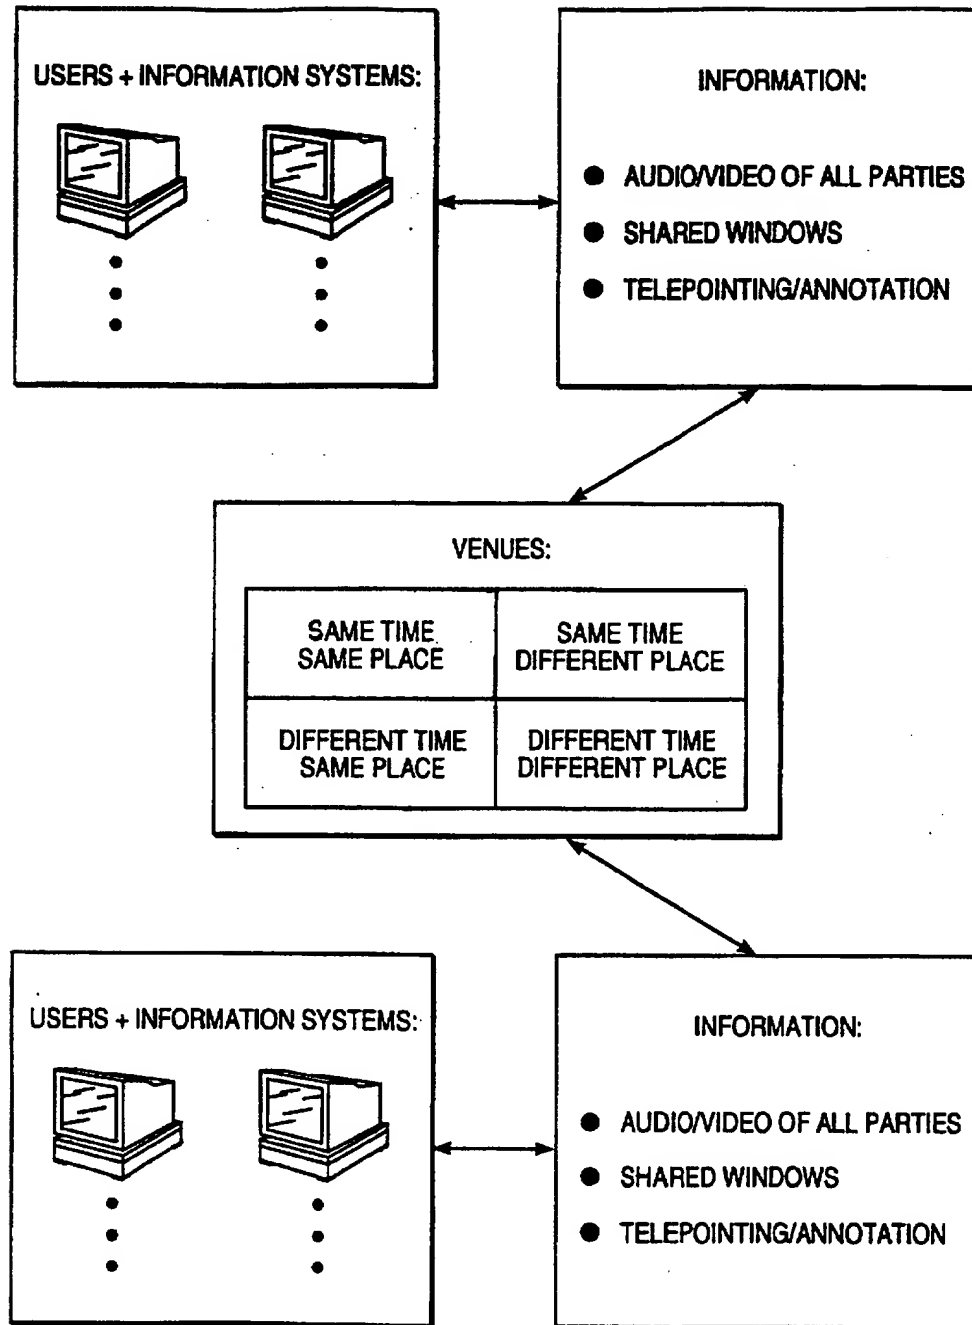 USERS + INFORMATION SYSTEMS:
INFORMATION:
● AUDIO/VIDEO OF ALL PARTIES
● SHARED WINDOWS
● TELEPOINTING/ANNOTATION
VENUES:
SAME TIME
SAME PLACE
SAME TIME
DIFFERENT PLACE
DIFFERENT TIME
SAME PLACE
DIFFERENT TIME
DIFFERENT PLACE
USERS + INFORMATION SYSTEMS:
INFORMATION:
● AUDIO/VIDEO OF ALL PARTIES
● SHARED WINDOWS
● TELEPOINTING/ANNOTATION